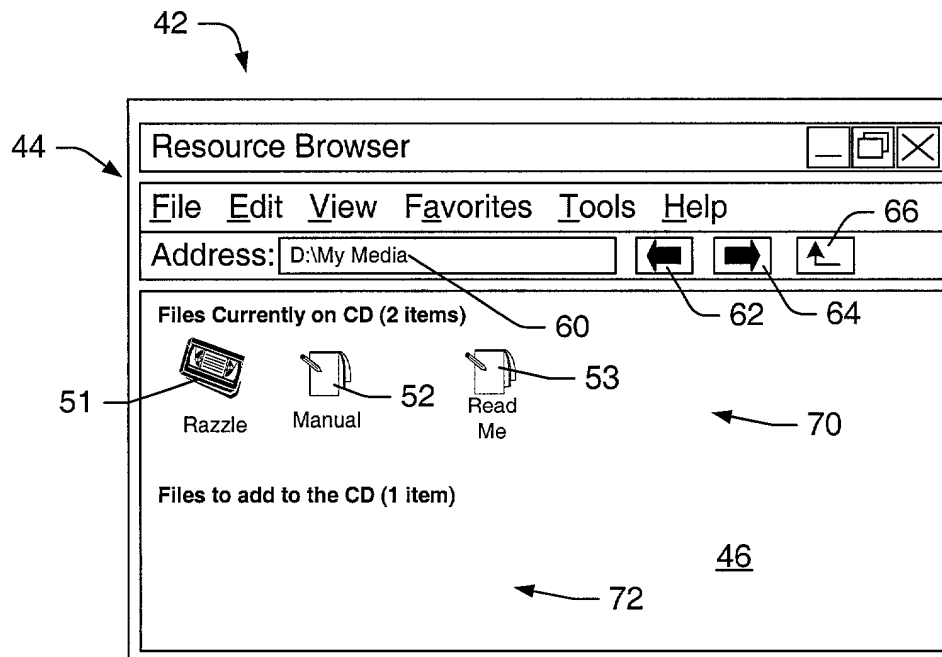 42
44
Resource Browser
File Edit View Favorites Tools Help
66
Address: D:\My Media
Files Currently on CD (2 items)
60
62
64
51
52
53
Razzle
Manual
Read
Me
70
Files to add to the CD (1 item)
46
72